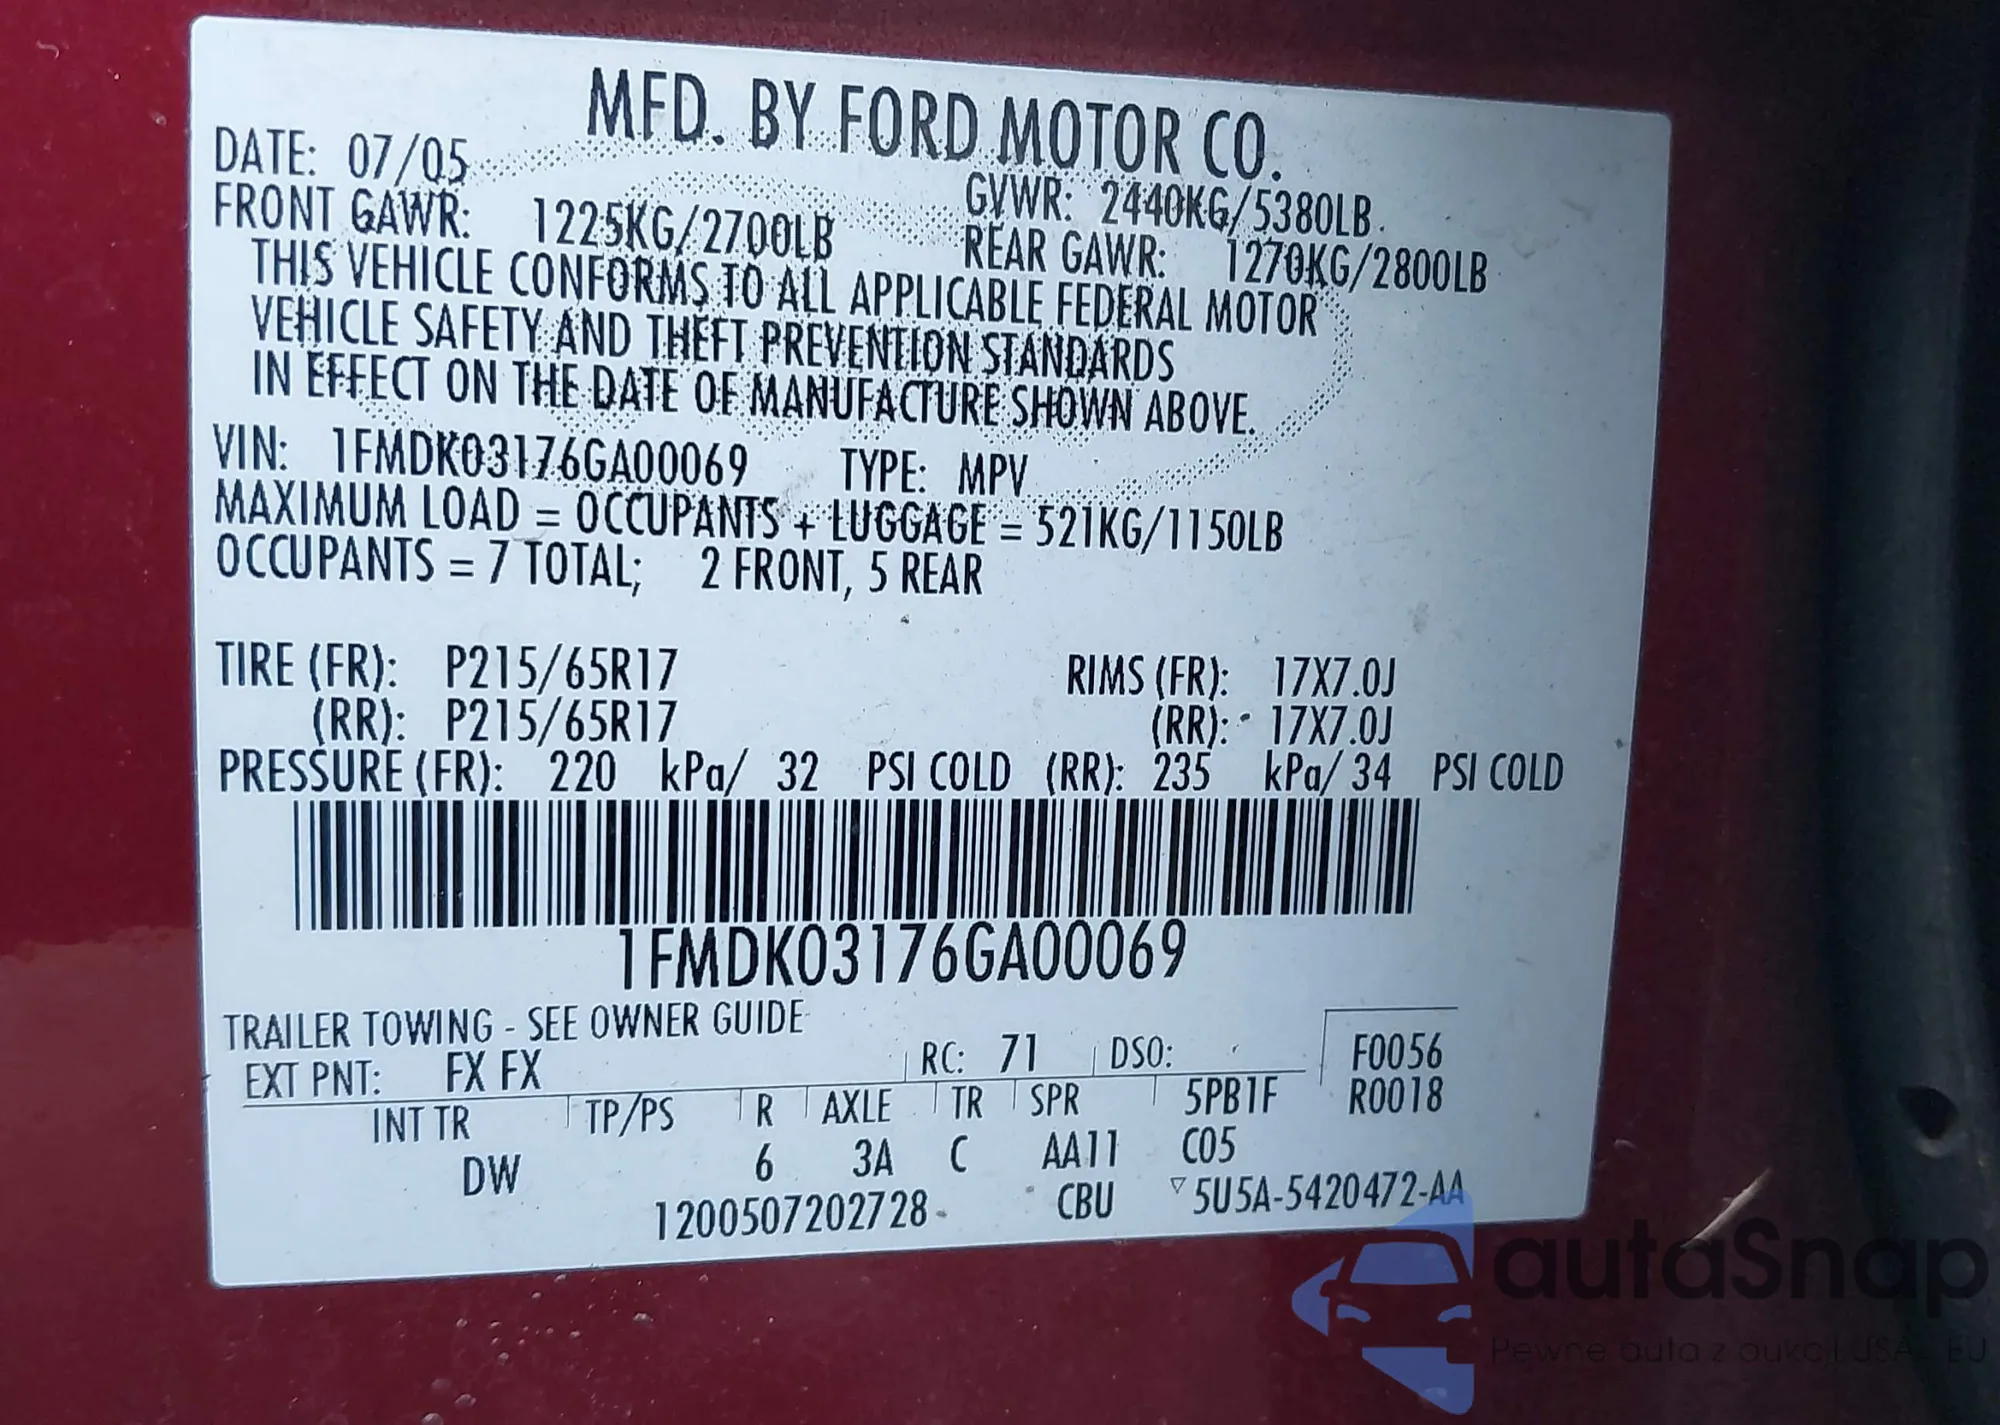 MFD. BY FORD MOTOR CO.
DATE: 07/05 GVWR: 2440KG/5380LB
FRONT GAWR: 1225KG/2700LB REAR GAWR: 1270KG/2800LB
THIS VEHICLE CONFORMS TO ALL APPLICABLE FEDERAL MOTOR
VEHICLE SAFETY AND THEFT PREVENTION STANDARDS
IN EFFECT ON THE DATE OF MANUFACTURE SHOWN ABOVE.
VIN: 1FMDK03176GA00069 TYPE: MPV
MAXIMUM LOAD = OCCUPANTS + LUGGAGE = 521KG/1150LB
OCCUPANTS = 7 TOTAL; 2 FRONT, 5 REAR
TIRE (FR): P215/65R17 RIMS (FR): 17X7.0J
(RR): P215/65R17 (RR): 17X7.0J
PRESSURE (FR): 220 kPa/ 32 PSI COLD (RR): 235 kPa/ 34 PSI COLD
1FMDK03176GA00069
TRAILER TOWING - SEE OWNER GUIDE
EXT PNT: FX FX RC: 71 DSO: F0056
INT TR TP/PS R AXLE TR SPR 5PB1F R0018
DW 6 3A C AA11 C05
1200507202728 CBU ▽5U5A-5420472-AA
autaSnap
Pewne auta z aukcji USA - EU